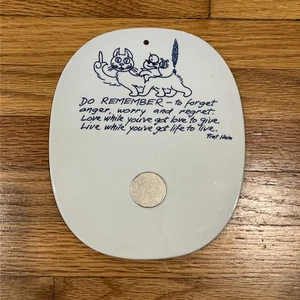 DO REMEMBER – to forget
anger, worry and regret.
Love while you've got love to give.
Live while you've got life to live.
Piet Hein